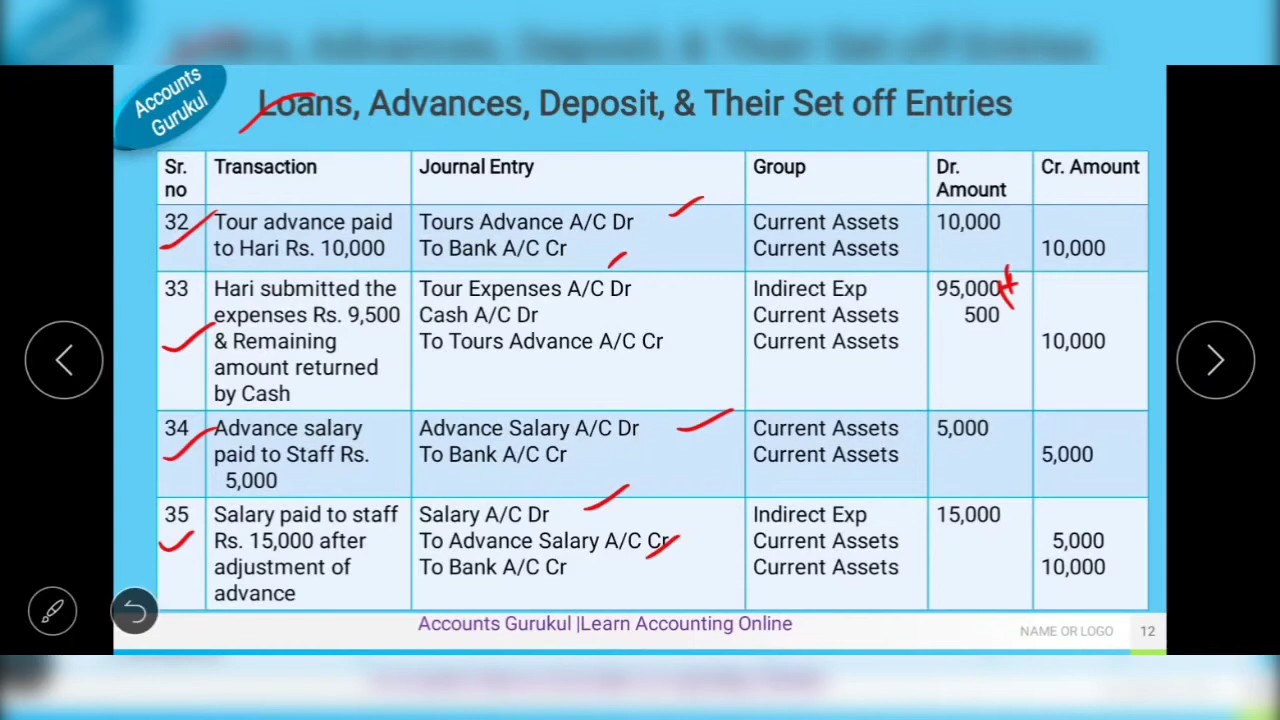 Accounts
Gurukul
Loans, Advances, Deposit, & Their Set off Entries
Sr. no Transaction Journal Entry Group Dr. Amount Cr. Amount
32 Tour advance paid Tours Advance A/C Dr Current Assets 10,000
to Hari Rs. 10,000 To Bank A/C Cr Current Assets 10,000
33 Hari submitted the Tour Expenses A/C Dr Indirect Exp 95,000
expenses Rs. 9,500 Cash A/C Dr Current Assets 500
& Remaining To Tours Advance A/C Cr Current Assets 10,000
amount returned
by Cash
34 Advance salary Advance Salary A/C Dr Current Assets 5,000
paid to Staff Rs. To Bank A/C Cr Current Assets 5,000
5,000
35 Salary paid to staff Salary A/C Dr Indirect Exp 15,000
Rs. 15,000 after To Advance Salary A/C Cr Current Assets 5,000
adjustment of To Bank A/C Cr Current Assets 10,000
advance
Accounts Gurukul |Learn Accounting Online
NAME OR LOGO 12